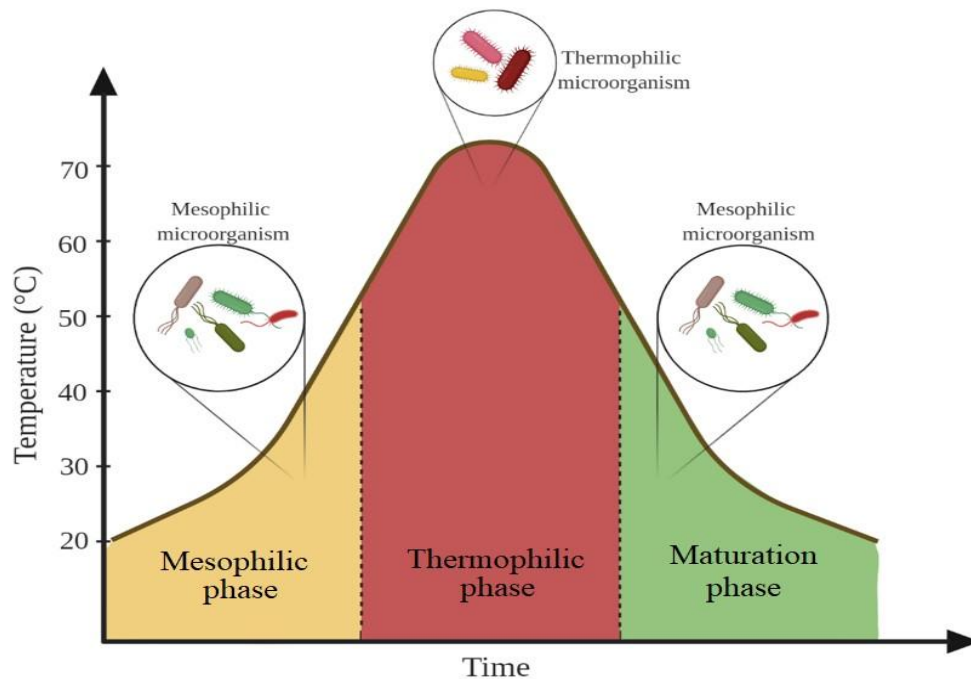 Thermophilic
microorganism
Mesophilic
microorganism
Mesophilic
microorganism
Temperature (°C)
70
60
50
40
30
20
Mesophilic
phase
Thermophilic
phase
Maturation
phase
Time